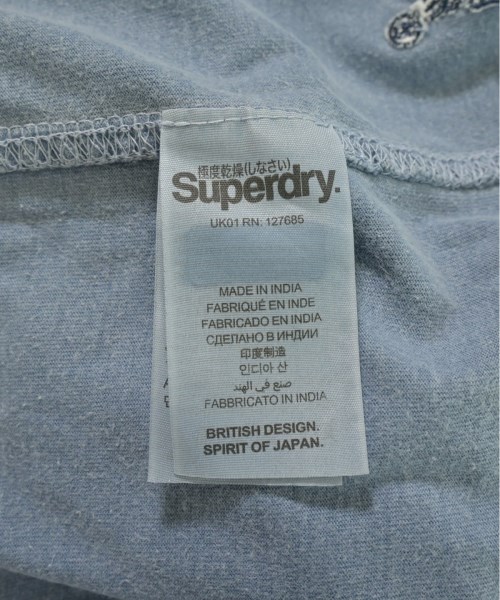 極度乾燥(しなさい)
Superdry.
UK01 RN: 127685
MADE IN INDIA
FABRIQUÉ EN INDE
FABRICADO EN INDIA
СДЕЛАНО В ИНДИИ
印度制造
인디아 산
صنع في الهند
FABBRICATO IN INDIA
BRITISH DESIGN.
SPIRIT OF JAPAN.